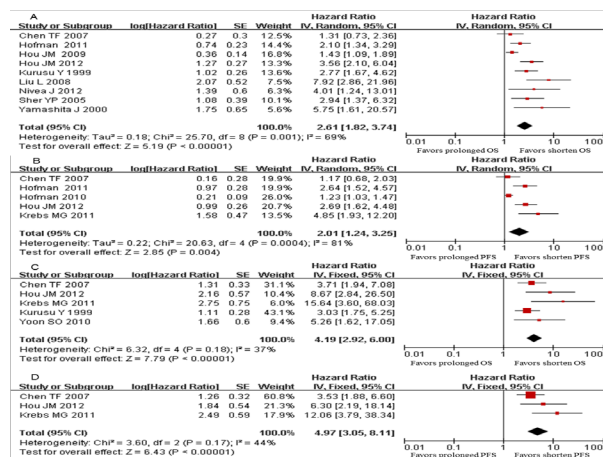 A
Hazard Ratio Hazard Ratio
Study or Subgroup log[Hazard Ratio] SE Weight IV, Random, 95% CI IV, Random, 95% CI
Chen TF 2007 0.27 0.3 12.5% 1.31 [0.73, 2.36]
Hofman 2011 0.74 0.23 14.4% 2.10 [1.34, 3.29]
Hou JM 2009 0.36 0.14 16.8% 1.43 [1.09, 1.89]
Hou JM 2012 1.27 0.27 13.3% 3.56 [2.10, 6.04]
Kurusu Y 1999 1.02 0.26 13.6% 2.77 [1.67, 4.62]
Liu L 2008 2.07 0.52 7.3% 7.92 [2.86, 21.96]
Nivea J 2012 1.39 0.6 6.3% 4.01 [1.24, 13.01]
Sher YP 2005 1.08 0.39 10.1% 2.94 [1.37, 6.32]
Yamashita J 2000 1.75 0.65 5.6% 5.75 [1.61, 20.57]
Total (95% CI) 100.0% 2.61 [1.82, 3.74]
Heterogeneity: Tau² = 0.18; Chi² = 25.70, df = 8 (P = 0.001); I² = 69%
Test for overall effect: Z = 5.19 (P < 0.00001)
0.01 0.1 1 10 100
Favors prolonged OS Favors shorten OS
B
Hazard Ratio Hazard Ratio
Study or Subgroup log[Hazard Ratio] SE Weight IV, Random, 95% CI IV, Random, 95% CI
Chen TF 2007 0.16 0.28 19.9% 1.17 [0.68, 2.03]
Hofman 2011 0.97 0.28 19.9% 2.64 [1.52, 4.57]
Hofman 2010 0.21 0.09 26.0% 1.23 [1.03, 1.47]
Hou JM 2012 0.99 0.26 20.7% 2.69 [1.62, 4.48]
Krebs MG 2011 1.58 0.47 13.5% 4.85 [1.93, 12.20]
Total (95% CI) 100.0% 2.01 [1.24, 3.25]
Heterogeneity: Tau² = 0.22; Chi² = 20.63, df = 4 (P = 0.0004); I² = 81%
Test for overall effect: Z = 2.85 (P = 0.004)
0.01 0.1 1 10 100
Favors prolonged PFS Favors shorten PFS
C
Hazard Ratio Hazard Ratio
Study or Subgroup log[Hazard Ratio] SE Weight IV, Fixed, 95% CI IV, Fixed, 95% CI
Chen TF 2007 1.31 0.33 31.1% 3.71 [1.94, 7.08]
Hou JM 2012 2.16 0.57 10.4% 8.67 [2.84, 26.50]
Krebs MG 2011 2.75 0.75 6.0% 15.64 [3.60, 68.03]
Kurusu Y 1999 1.11 0.28 43.1% 3.03 [1.75, 5.25]
Yoon SO 2010 1.66 0.6 9.4% 5.26 [1.62, 17.05]
Total (95% CI) 100.0% 4.19 [2.92, 6.00]
Heterogeneity: Chi² = 6.32, df = 4 (P = 0.18); I² = 37%
Test for overall effect: Z = 7.79 (P < 0.00001)
0.01 0.1 1 10 100
Favors prolonged OS Favors shorten OS
D
Hazard Ratio Hazard Ratio
Study or Subgroup log[Hazard Ratio] SE Weight IV, Fixed, 95% CI IV, Fixed, 95% CI
Chen TF 2007 1.26 0.32 60.8% 3.53 [1.88, 6.60]
Hou JM 2012 1.84 0.54 21.3% 6.30 [2.19, 18.14]
Krebs MG 2011 2.49 0.59 17.9% 12.06 [3.79, 38.34]
Total (95% CI) 100.0% 4.97 [3.05, 8.11]
Heterogeneity: Chi² = 3.60, df = 2 (P = 0.17); I² = 44%
Test for overall effect: Z = 6.43 (P < 0.00001)
0.01 0.1 1 10 100
Favors prolonged PFS Favors shorten PFS